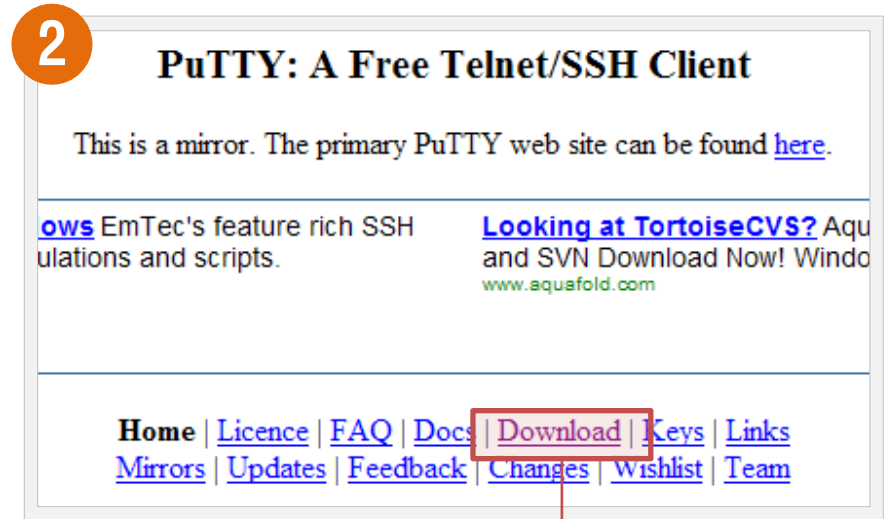 2
PuTTY: A Free Telnet/SSH Client
This is a mirror. The primary PuTTY web site can be found here.
ows EmTec's feature rich SSH
ulations and scripts.
Looking at TortoiseCVS? Aqu
and SVN Download Now! Windo
www.aquafold.com
Home | Licence | FAQ | Docs | Download | Keys | Links
Mirrors | Updates | Feedback | Changes | Wishlist | Team